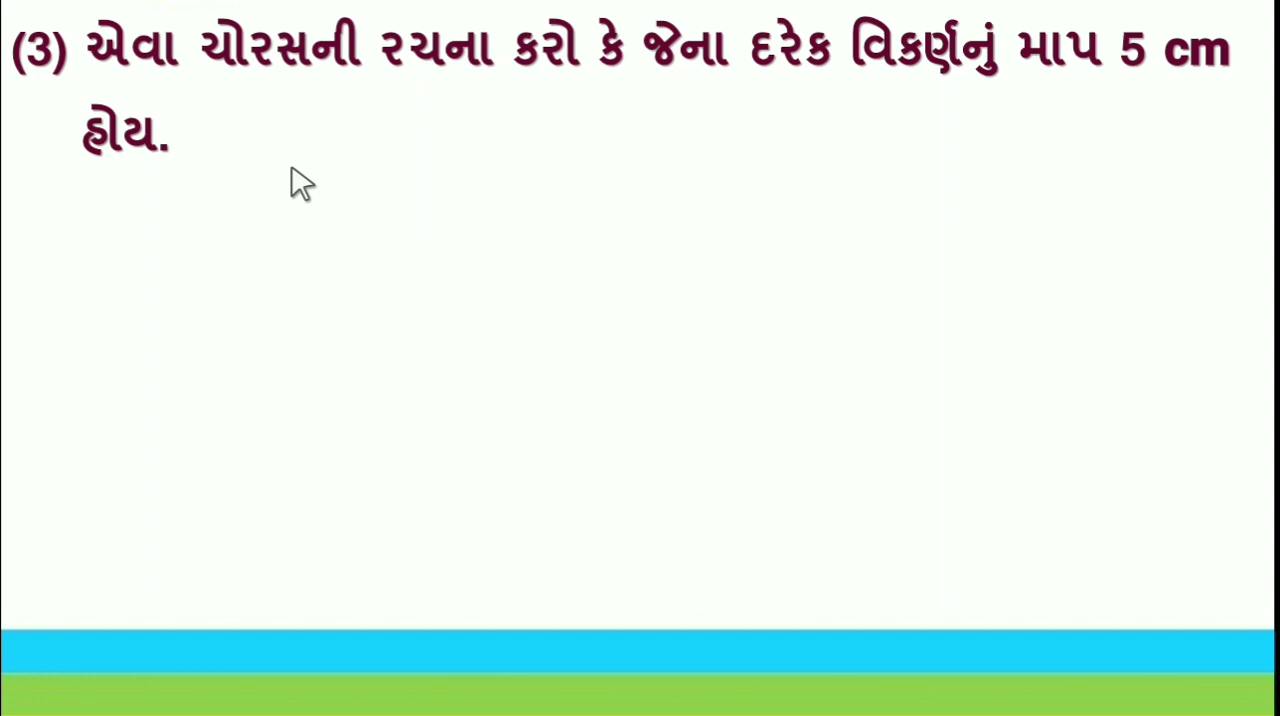 (3) એવા ચોરસની રચના કરો કે જેના દરેક વિકર્ણનું માપ 5 cm
હોય.